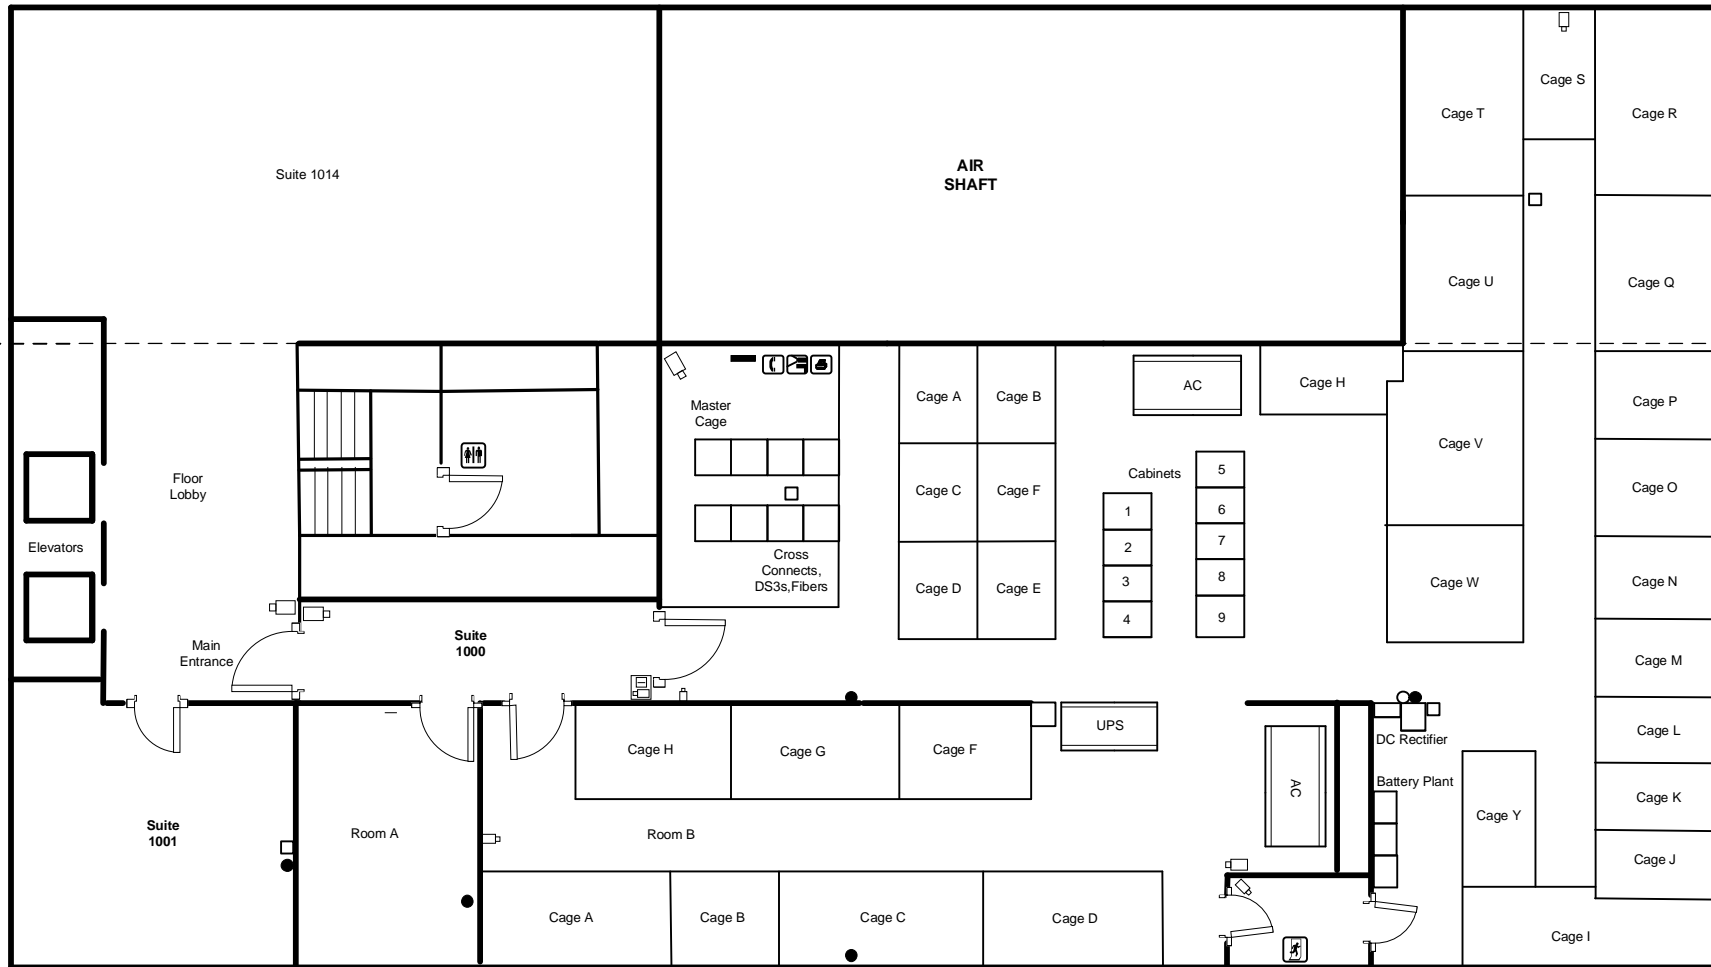 Cage S
Cage T
Cage R
AIR
SHAFT
Suite 1014
Cage U
Cage Q
AC
Cage H
Cage A
Cage B
Master
Cage
Cage P
Cage V
Cabinets
5
Floor
Lobby
Cage C
Cage F
Cage O
1
6
Elevators
2
7
Cross
Connects,
DS3s,Fibers
3
8
Cage D
Cage E
Cage W
Cage N
4
9
Main
Entrance
Suite
1000
Cage M
UPS
Cage H
Cage G
Cage F
DC Rectifier
Cage L
AC
Battery Plant
Cage K
Cage Y
Suite
1001
Room A
Room B
Cage J
Cage A
Cage B
Cage C
Cage D
Cage I